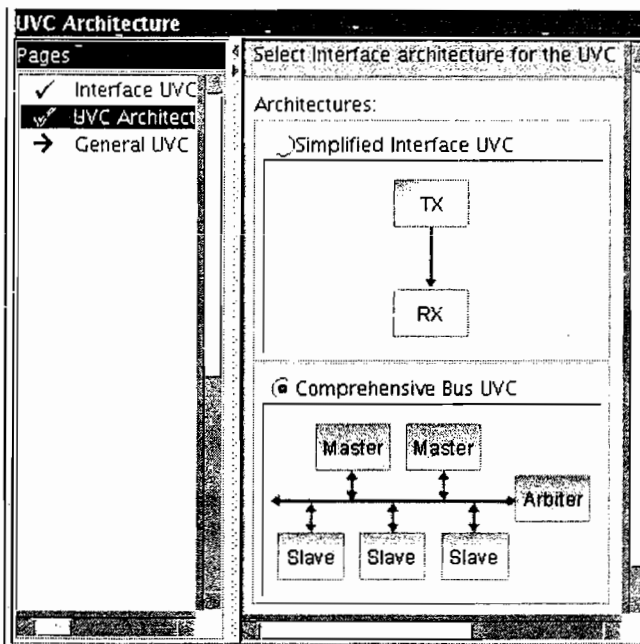 UVC Architecture
Pages
Interface UVC
UVC Architect
General UVC
Select Interface architecture for the UVC
Architectures:
Simplified Interface UVC
TX
RX
Comprehensive Bus UVC
Master Master
Arbiter
Slave Slave Slave